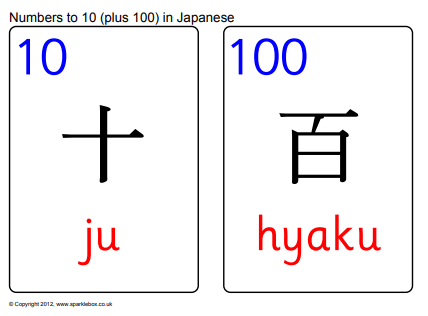 Numbers to 10 (plus 100) in Japanese
10
十
ju
100
百
hyaku
© Copyright 2012, www.sparklebox.co.uk